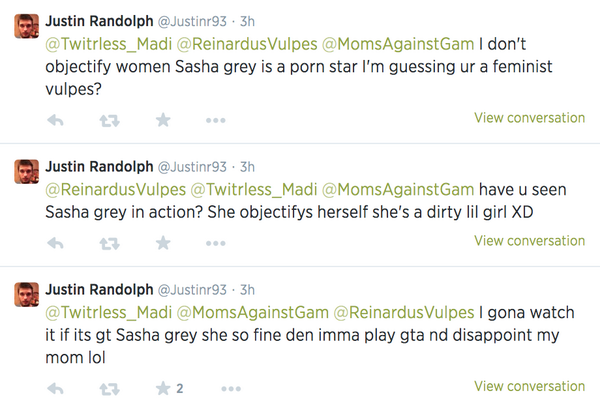 Justin Randolph @Justinr93 · 3h
@Twitrless_Madi @ReinardusVulpes @MomsAgainstGam I don't
objectify women Sasha grey is a porn star I'm guessing ur a feminist
vulpes?
View conversation
Justin Randolph @Justinr93 · 3h
@ReinardusVulpes @Twitrless_Madi @MomsAgainstGam have u seen
Sasha grey in action? She objectifys herself she's a dirty lil girl XD
View conversation
Justin Randolph @Justinr93 · 3h
@Twitrless_Madi @MomsAgainstGam @ReinardusVulpes I gona watch
it if its gt Sasha grey she so fine den imma play gta nd disappoint my
mom lol
2
View conversation